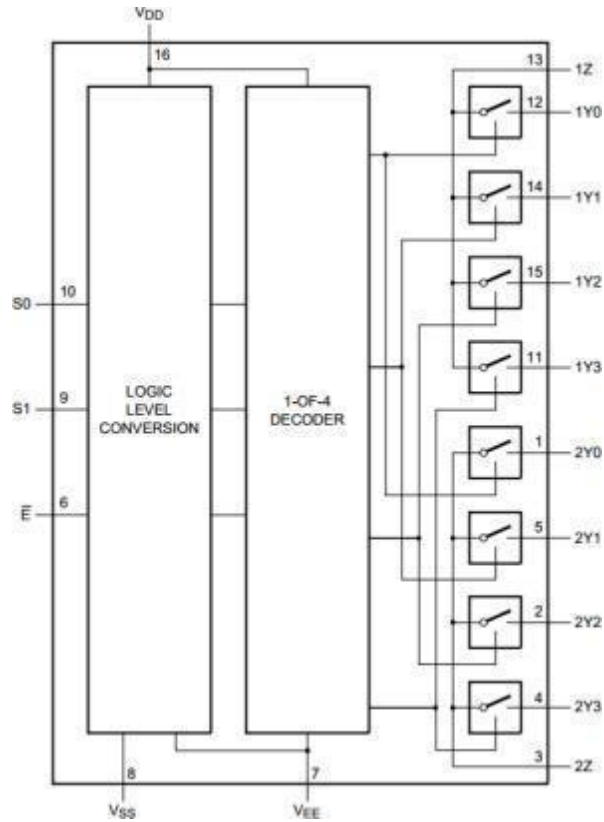 VDD
16
13 1Z
12 1Y0
14 1Y1
15 1Y2
10
S0
11 1Y3
9
S1
LOGIC
LEVEL
CONVERSION
1-OF-4
DECODER
1 2Y0
6
E̅
5 2Y1
2 2Y2
4 2Y3
3 2Z
8
7
VSS
VEE